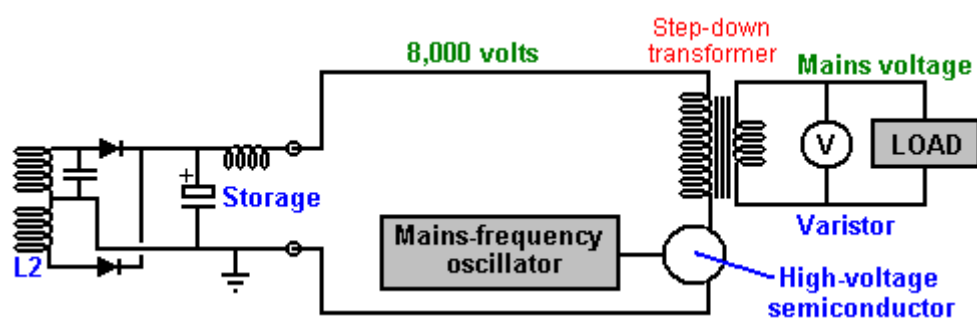 Step-down
transformer
8,000 volts
Mains voltage
V
LOAD
+
Storage
Mains-frequency
oscillator
Varistor
L2
High-voltage
semiconductor